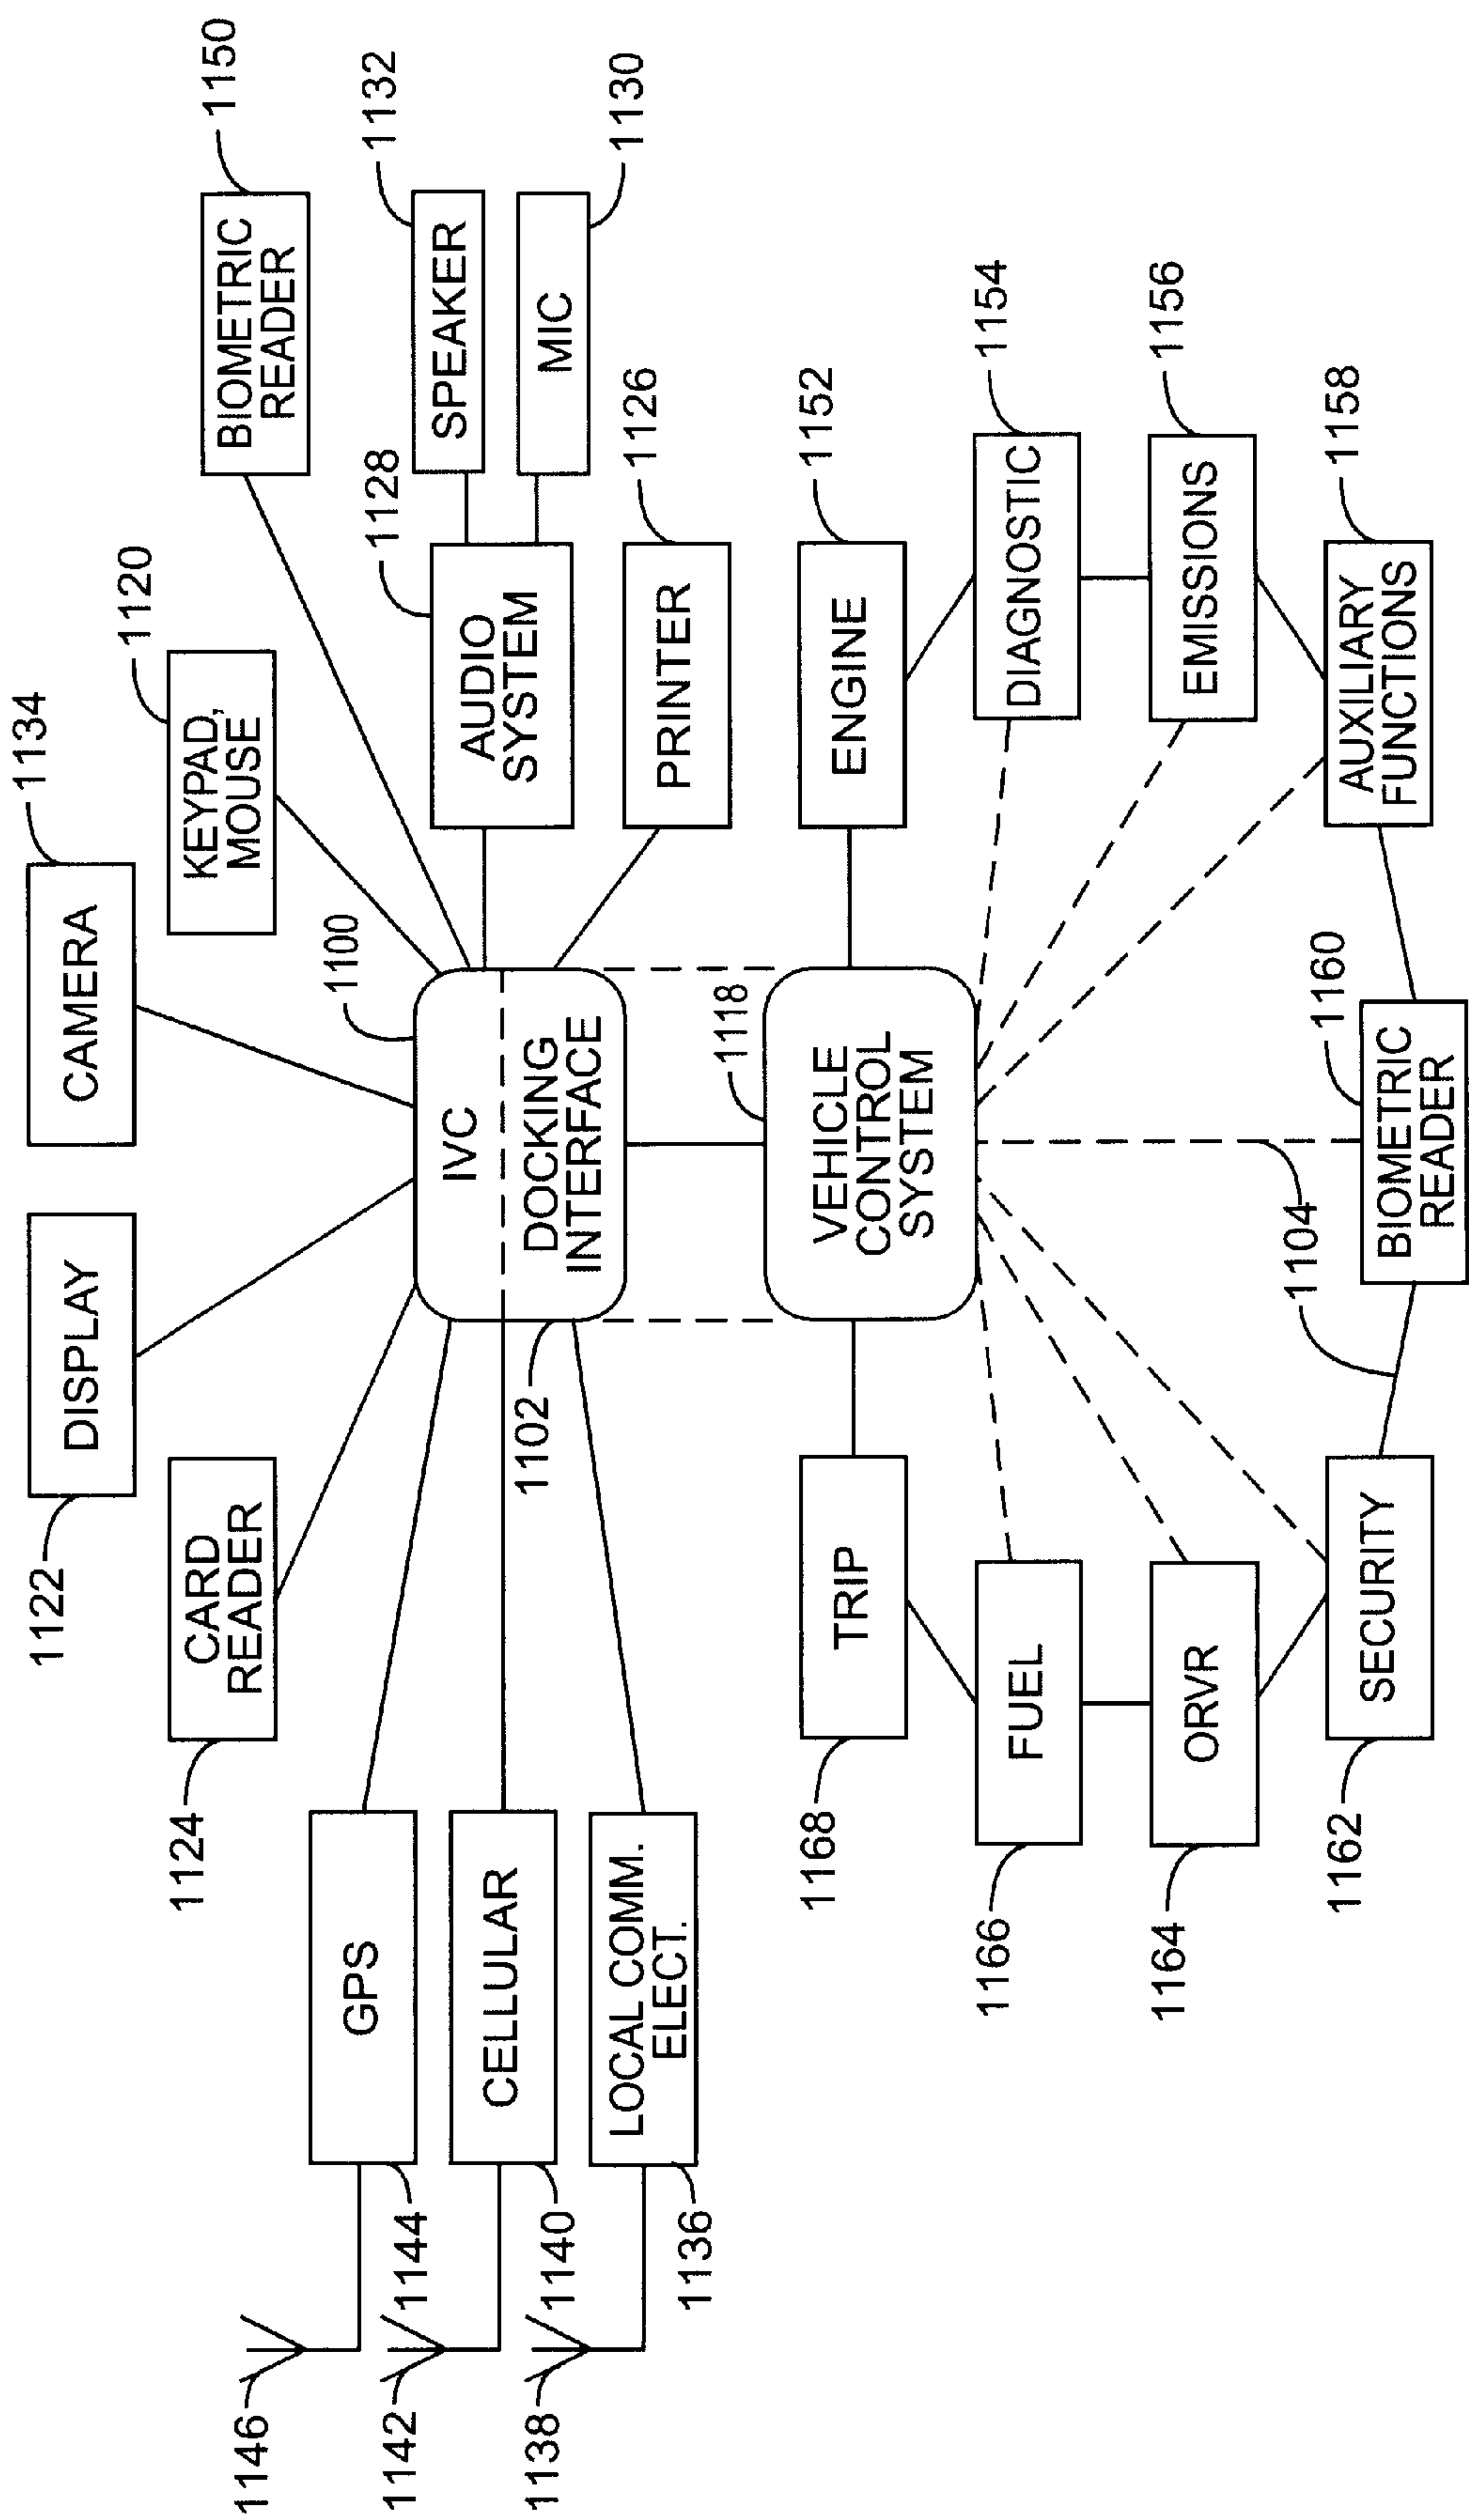 1134
CAMERA
1122
DISPLAY
1120
KEYPAD,
MOUSE
1124
CARD
READER
1150
BIOMETRIC
READER
1100
IVC
DOCKING
INTERFACE
1102
1146
GPS
1144
1142
CELLULAR
1140
1138
LOCAL COMM.
ELECT.
1136
1128
AUDIO
SYSTEM
1132
SPEAKER
MIC
1130
PRINTER
1126
1118
VEHICLE
CONTROL
SYSTEM
1168
TRIP
ENGINE
1152
1166
FUEL
DIAGNOSTIC
1154
1164
ORVR
EMISSIONS
1156
1162
SECURITY
1104
1160
BIOMETRIC
READER
AUXILIARY
FUNCTIONS
1158